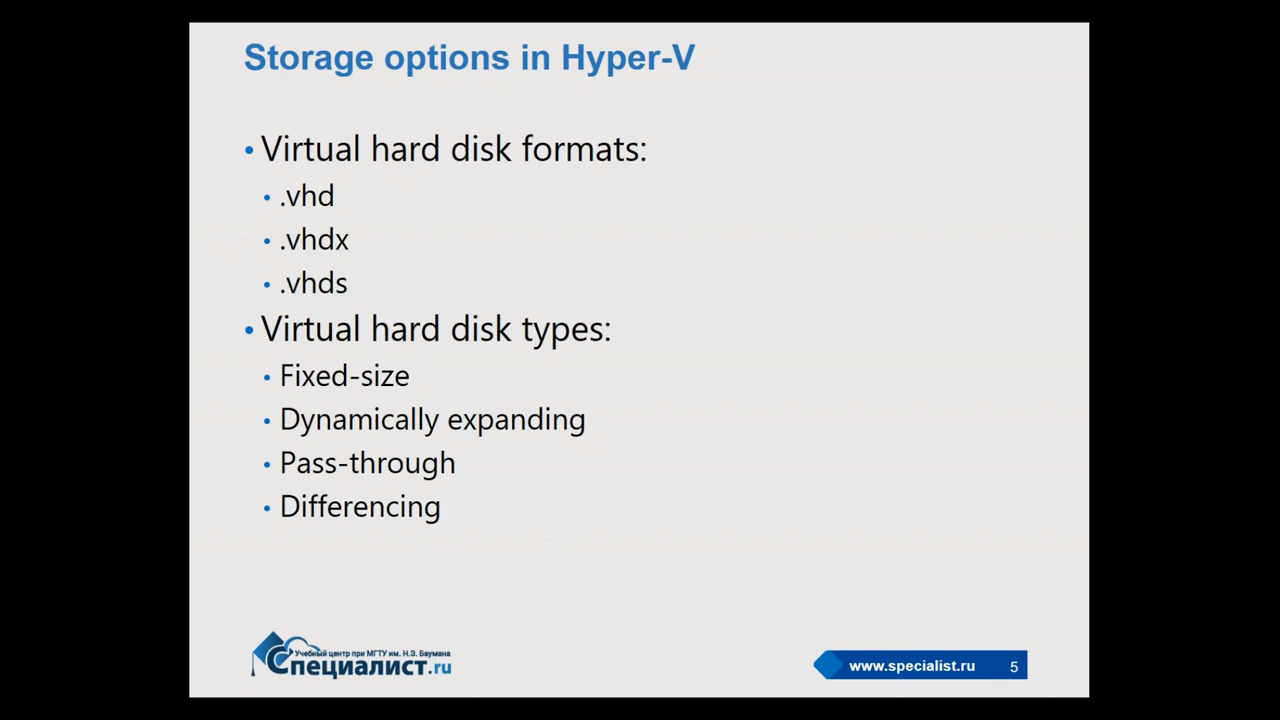 Storage options in Hyper-V
• Virtual hard disk formats:
• .vhd
• .vhdx
• .vhds
• Virtual hard disk types:
• Fixed-size
• Dynamically expanding
• Pass-through
• Differencing
Учебный центр при МГТУ им. Н.Э. Баумана
Специалист.ru
www.specialist.ru 5